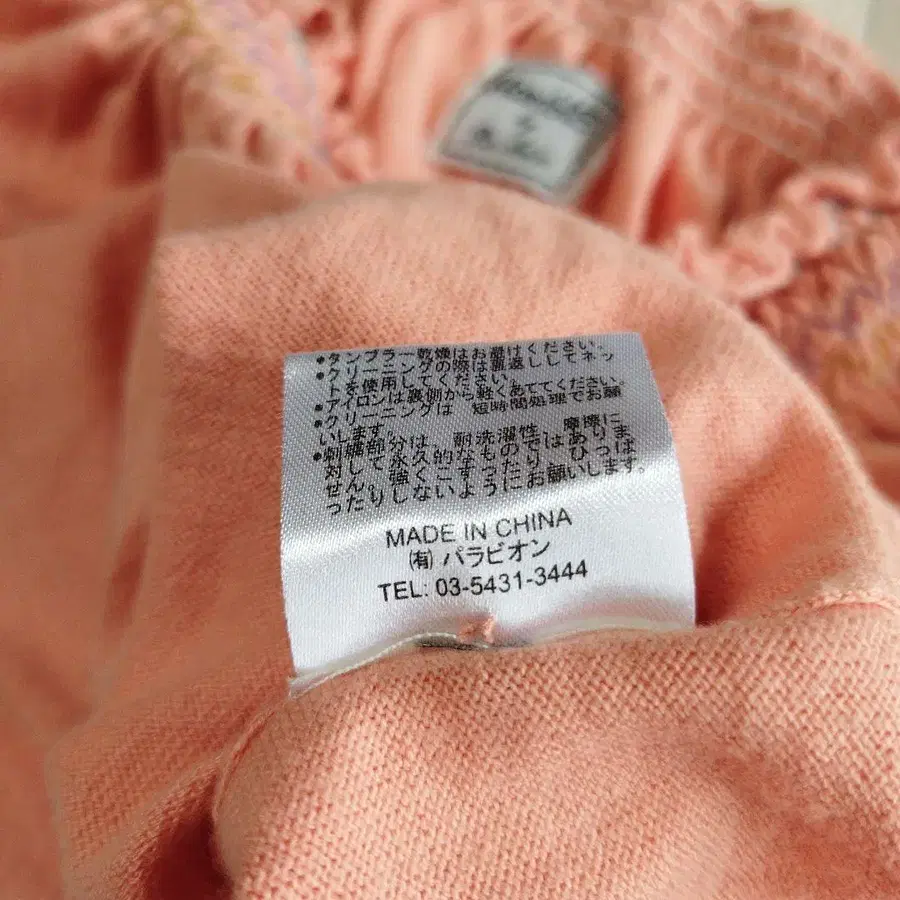 •タンブラー乾燥はお避けください。
•クリーニングの際は裏返ししてネッ
トを使用してください。
•アイロンは裏側から軽くあててください。
•クリーニングは 短時間処理でお願
いします。
•刺繍部分は、耐洗濯性、摩擦に
対して永久的なものではありま
せん。強くこすったり、ひっぱ
ったりしないようにお願いします。
MADE IN CHINA
(有) パラビオン
TEL: 03-5431-3444